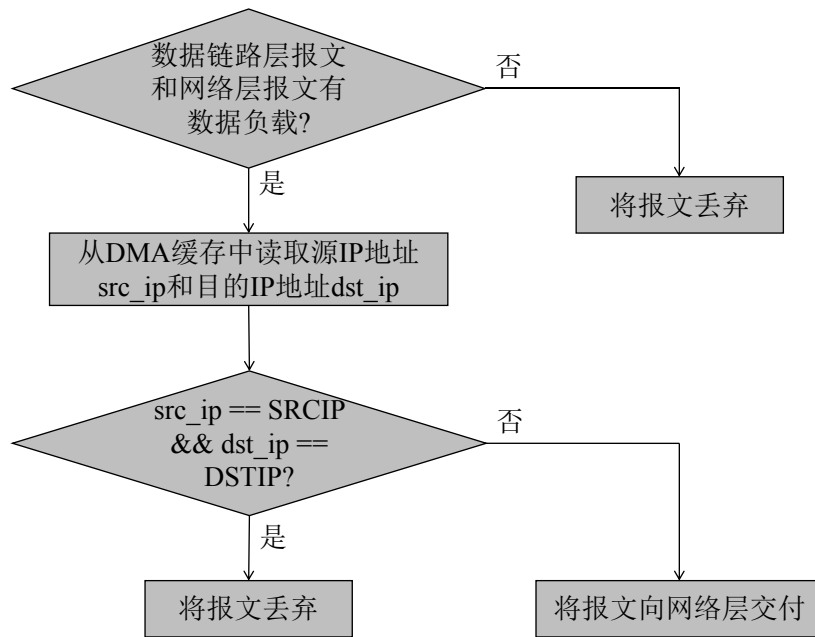 数据链路层报文
和网络层报文有
数据负载?
否
是
将报文丢弃
从DMA缓存中读取源IP地址
src_ip和目的IP地址dst_ip
src_ip == SRCIP
&& dst_ip ==
DSTIP?
否
是
将报文丢弃
将报文向网络层交付